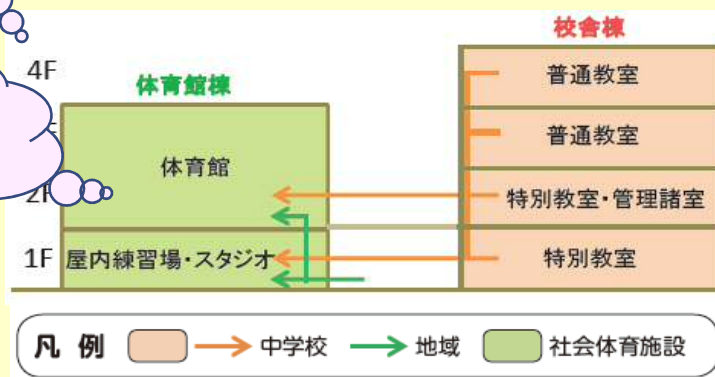 校舎棟
4F
体育館棟
普通教室
普通教室
体育館
2F
特別教室・管理諸室
1F
屋内練習場・スタジオ
特別教室
凡 例
中学校
地域
社会体育施設